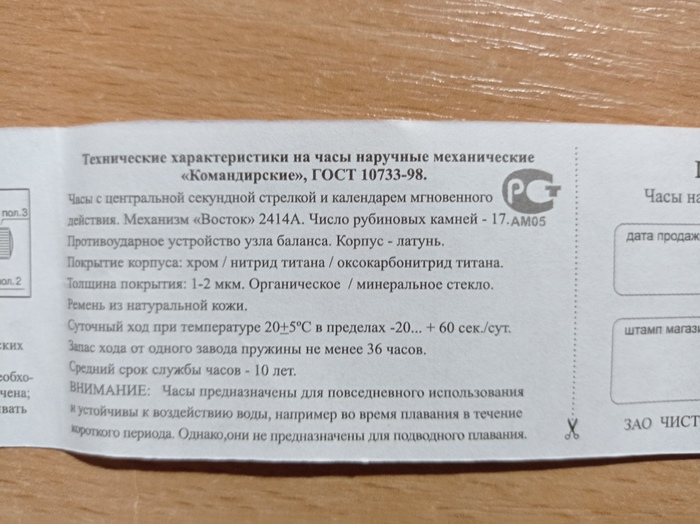 пол.3
пол.2
ских
чена;
вать
Технические характеристики на часы наручные механические
«Командирские», ГОСТ 10733-98.
Часы с центральной секундной стрелкой и календарем мгновенного
действия. Механизм «Восток» 2414А. Число рубиновых камней - 17.
РСТ
АМ05
Противоударное устройство узла баланса. Корпус - латунь.
Покрытие корпуса: хром / нитрид титана / оксокарбонитрид титана.
Толщина покрытия: 1-2 мкм. Органическое / минеральное стекло.
Ремень из натуральной кожи.
Суточный ход при температуре 20±5°С в пределах -20... + 60 сек./сут.
Запас хода от одного завода пружины не менее 36 часов.
Средний срок службы часов - 10 лет.
ВНИМАНИЕ: Часы предназначены для повседневного использования
и устойчивы к воздействию воды, например во время плавания в течение
короткого периода. Однако,они не предназначены для подводного плавания.
Часы
дата продаж
штамп магаз
ЗАО ЧИСТ